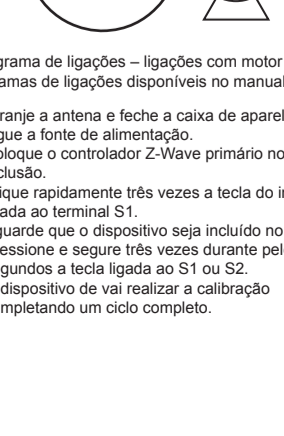 grama de ligações – ligações com motor
amas de ligações disponíveis no manual
ranje a antena e feche a caixa de aparel
gue a fonte de alimentação.
oloque o controlador Z-Wave primário no
clusão.
ique rapidamente três vezes a tecla do in
ada ao terminal S1.
guarde que o dispositivo seja incluído no
essione e segure três vezes durante pel
gundos a tecla ligada ao S1 ou S2.
dispositivo de vai realizar a calibração
mpletando um ciclo completo.